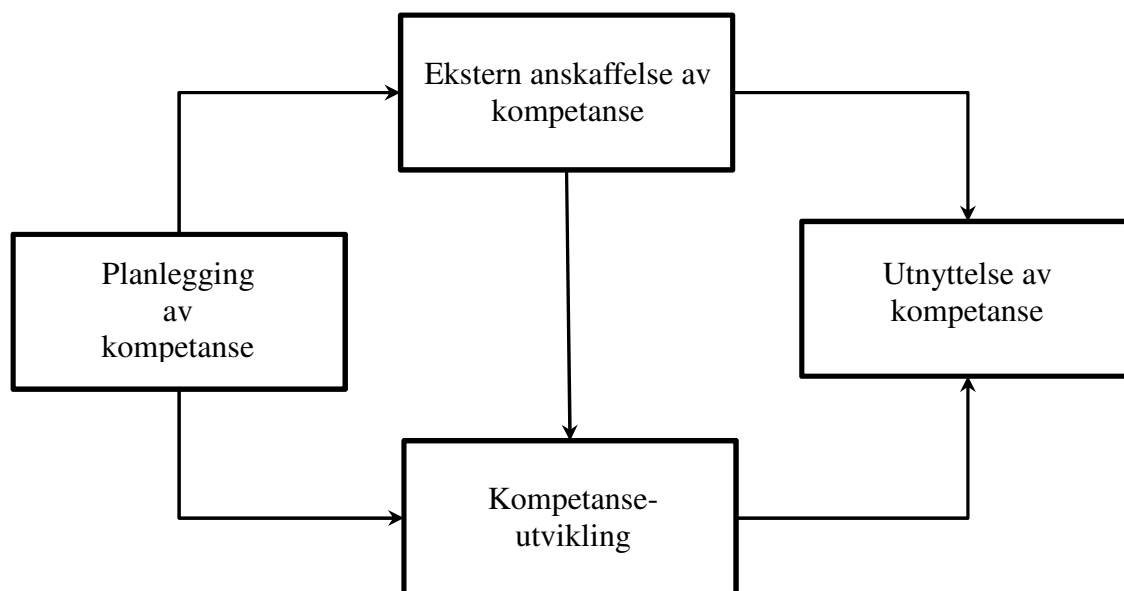 Ekstern anskaffelse av
kompetanse
Planlegging
av
kompetanse
Utnyttelse av
kompetanse
Kompetanse-
utvikling